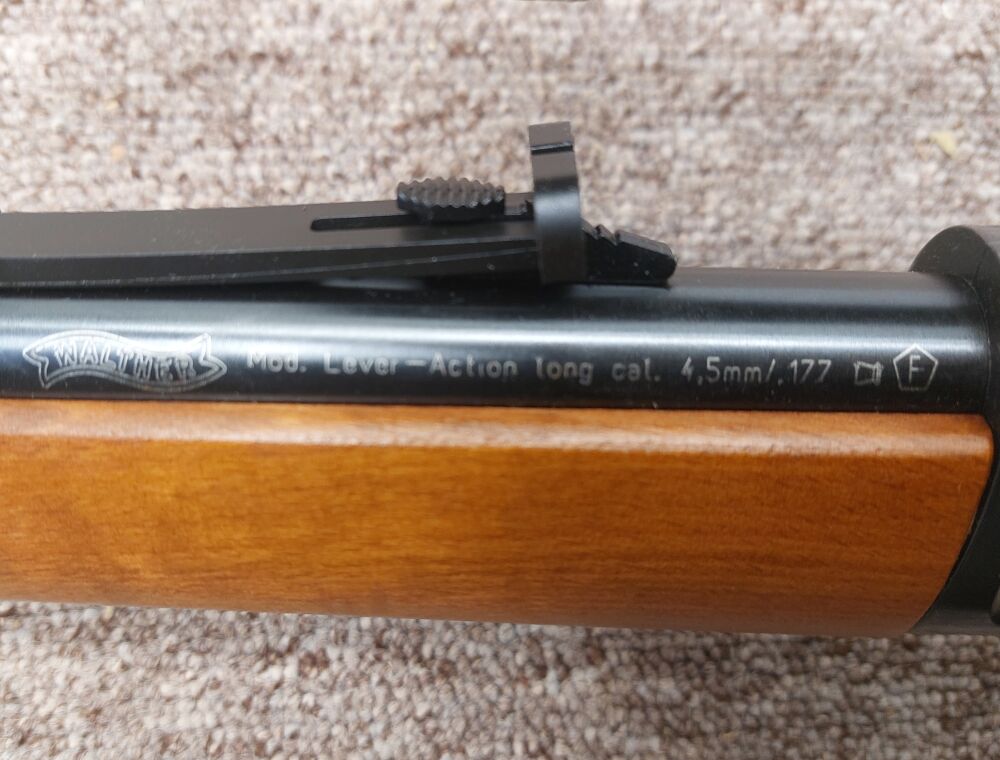 WALTHER Mod. Lever-Action long cal. 4,5mm/.177 F